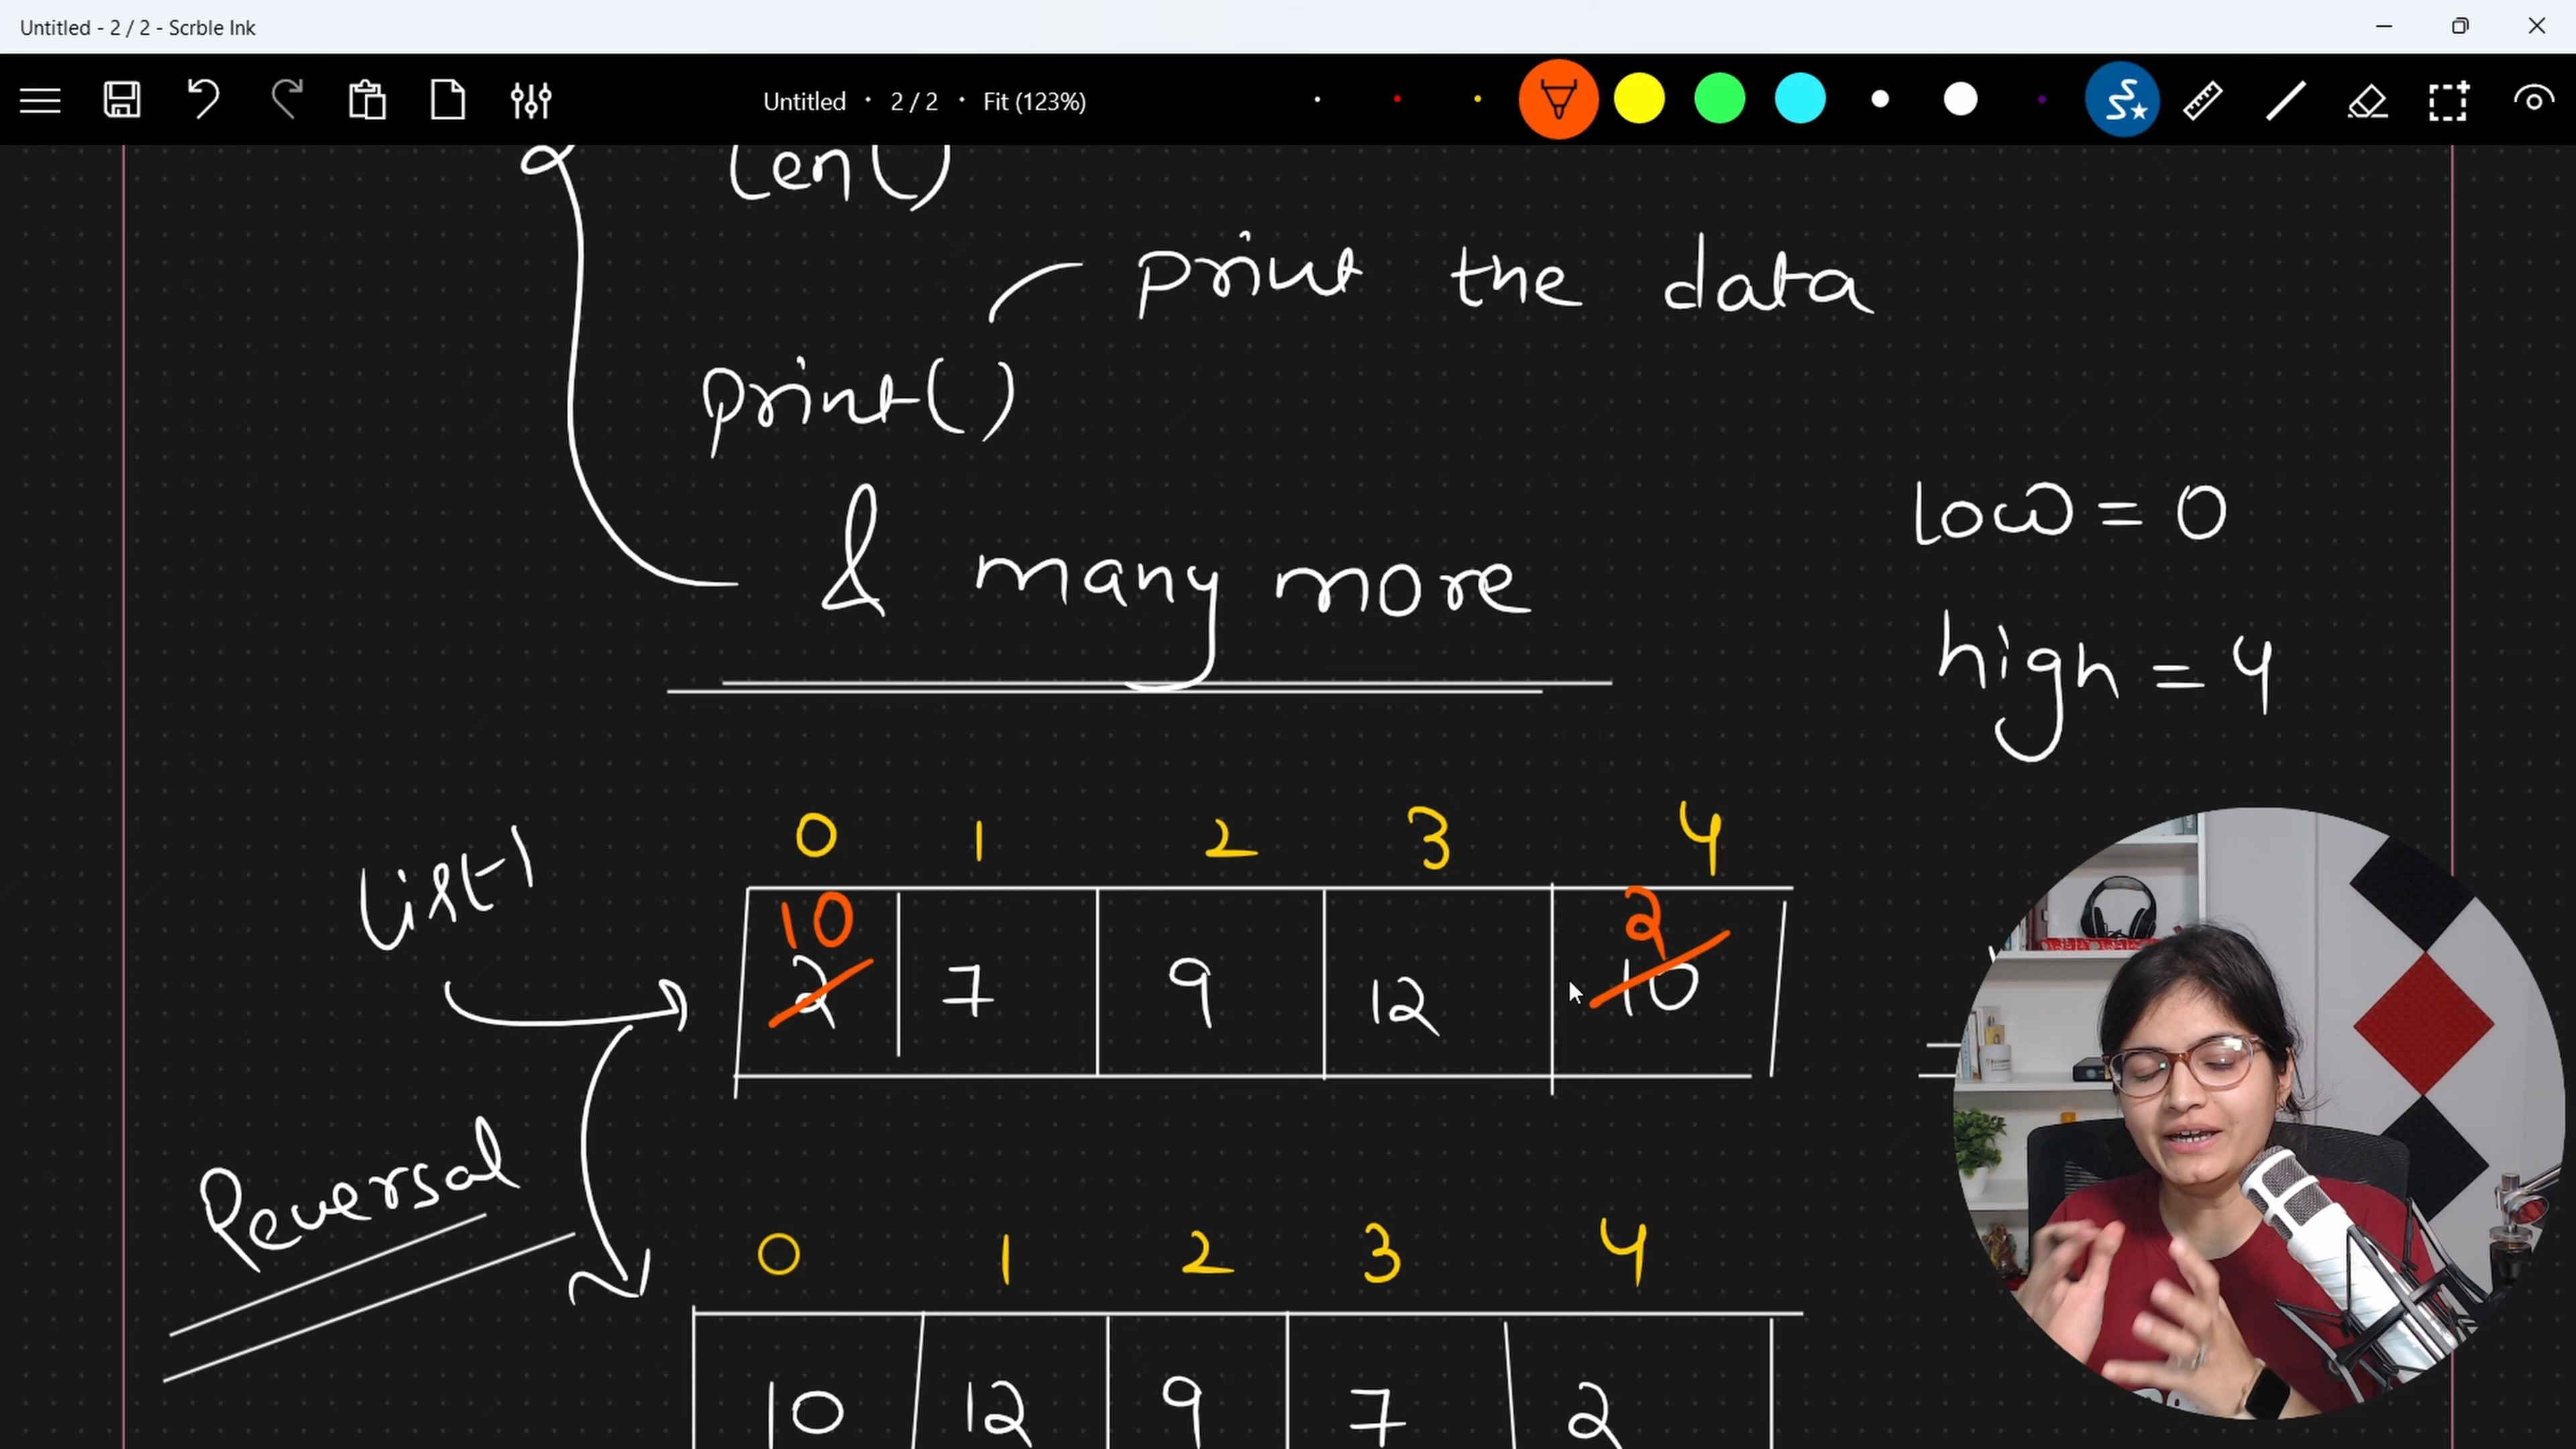 Untitled - 2 / 2 - Scrble Ink
Untitled • 2 / 2 • Fit (123%)
len()
print the data
print()
& many more
low = 0
high = 4
0 1 2 3 4
List1
10 2
2 7 9 12 10
Reversal
0 1 2 3 4
10 12 9 7 2